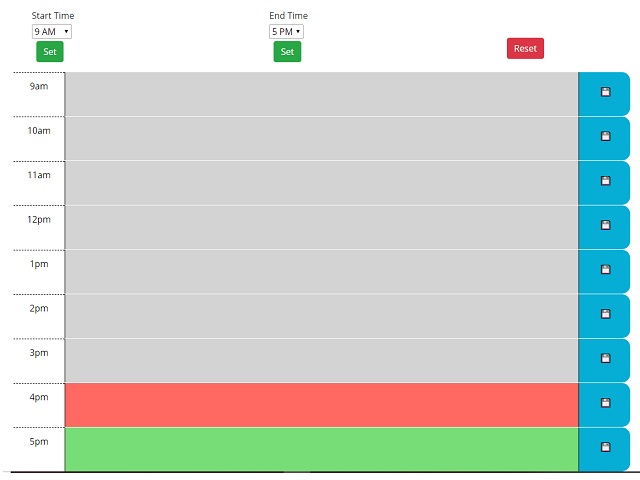 Start Time
End Time
9 AM
5 PM
Set
Set
Reset
9am
10am
11am
12pm
1pm
2pm
3pm
4pm
5pm